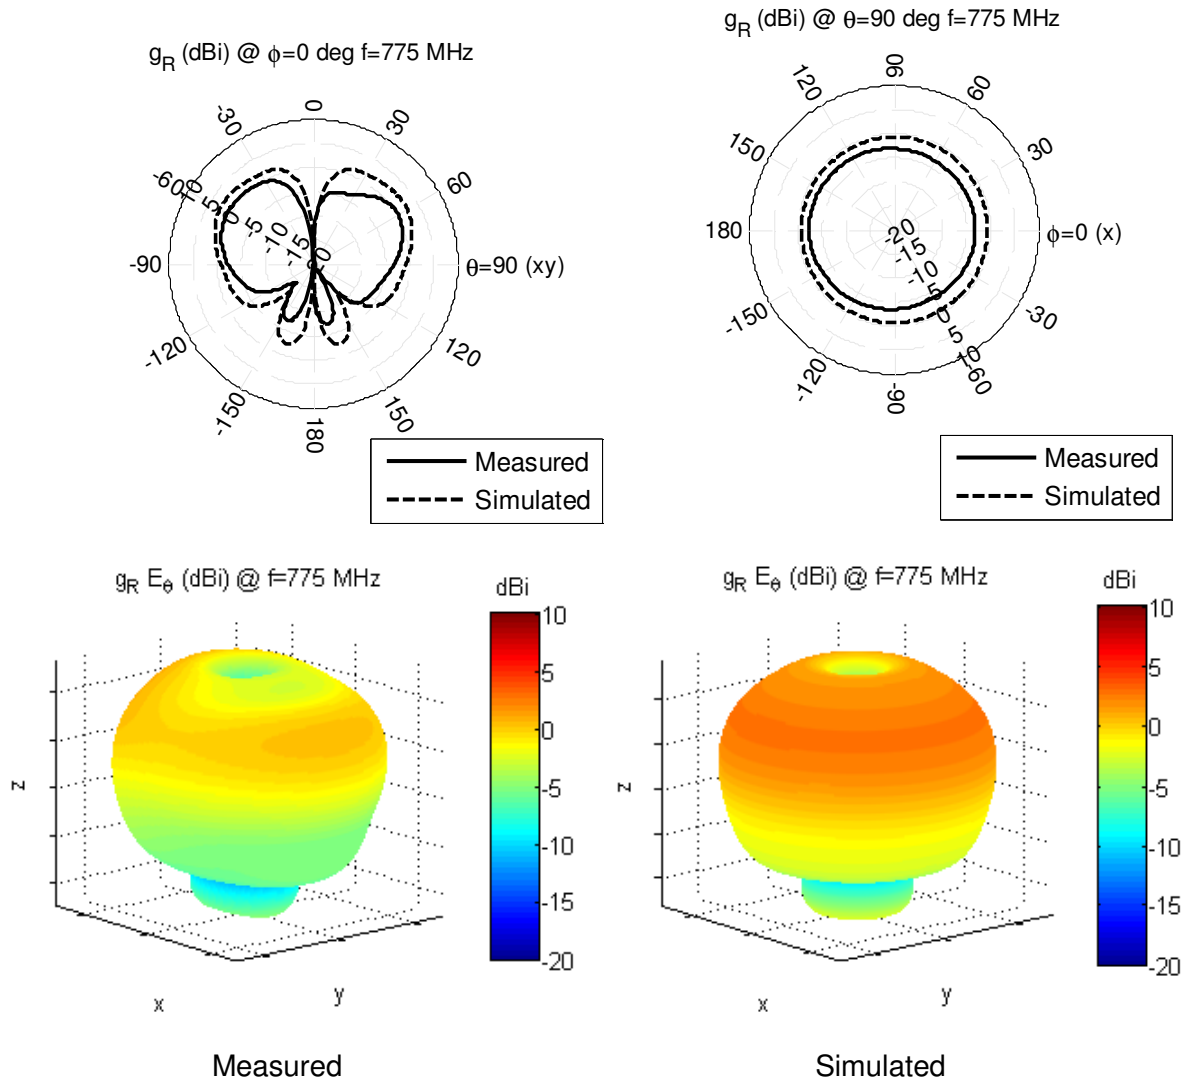 g_R (dBi) @ ϕ=0 deg f=775 MHz
0
-30
30
-60
60
10
5
0
-5
-10
-15
-20
-90
θ=90 (xy)
-120
120
-150
150
180
Measured
Simulated
g_R (dBi) @ θ=90 deg f=775 MHz
90
120
60
150
30
180
ϕ=0 (x)
-20
-15
-10
-5
0
5
10
-150
-30
-120
-60
-90
Measured
Simulated
g_R E_θ (dBi) @ f=775 MHz
dBi
10
5
0
-5
-10
-15
-20
z
x
y
Measured
g_R E_θ (dBi) @ f=775 MHz
dBi
10
5
0
-5
-10
-15
-20
z
x
y
Simulated